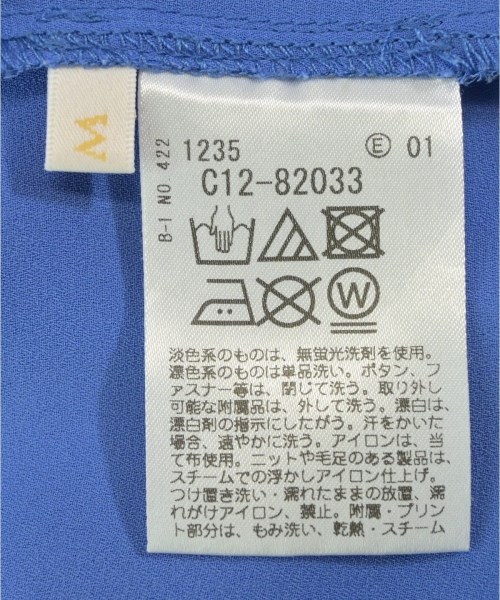 M
B-I NO. 422
1235 Ⓔ 01
C12-82033
W
淡色系のものは、無蛍光洗剤を使用。
濃色系のものは単品洗い。ボタン、フ
ァスナー等は、閉じて洗う。取り外し
可能な附属品は、外して洗う。漂白は、
漂白剤の指示にしたがう。汗をかいた
場合、速やかに洗う。アイロンは、当
て布使用。ニットや毛足のある製品は、
スチームでの浮かしアイロン仕上げ。
つけ置き洗い・濡れたままの放置、濡
れがけアイロン、禁止。附属・プリン
ト部分は、もみ洗い、乾熱・スチーム